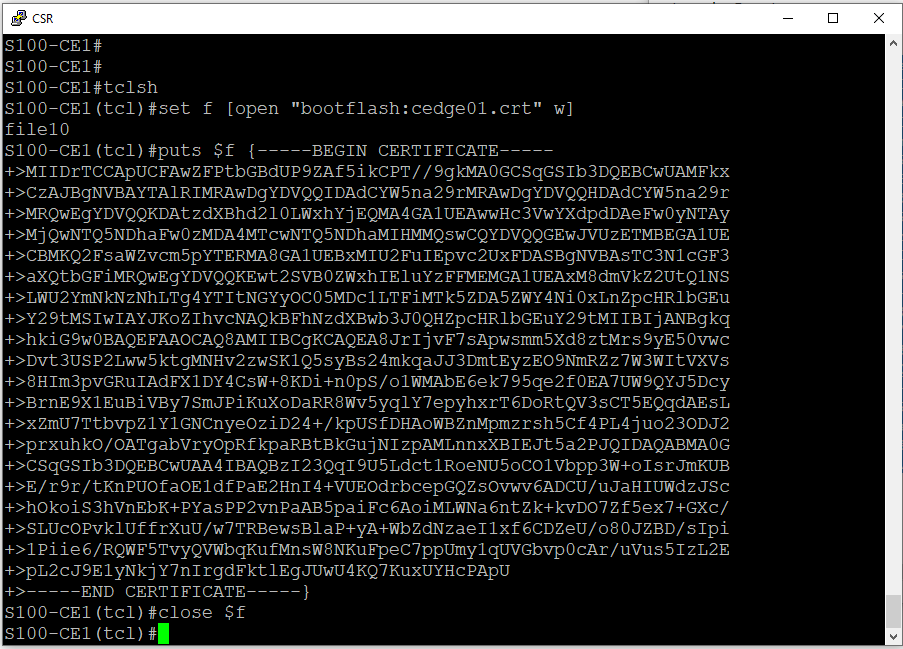 CSR
S100-CE1#
S100-CE1#
S100-CE1#tclsh
S100-CE1(tcl)#set f [open "bootflash:cedge01.crt" w]
file10
S100-CE1(tcl)#puts $f {-----BEGIN CERTIFICATE-----
+>MIIDrTCCApUCFAwZFPtbGBdUP9ZAf5ikCPT//9gkMA0GCSqGSIb3DQEBCwUAMFkx
+>CzAJBgNVBAYTAlRIMRAwDgYDVQQIDAdCYW5na29rMRAwDgYDVQQHDAdCYW5na29r
+>MRQwEgYDVQQKDAtzdXBhd2l0LWxhYjEQMA4GA1UEAwwHc3VwYXdpdDAeFw0yNTAy
+>MjQwNTQ5NDhaFw0zMDA4MTcwNTQ5NDhaMIHMMQswCQYDVQQGEwJVUzETMBEGA1UE
+>CBMKQ2FsaWZvcm5pYTERMA8GA1UEBxMIU2FuIEpvc2UxFDASBgNVBAsTC3N1cGF3
+>aXQtbGFiMRQwEgYDVQQKEwt2SVB0ZWxhIEluYzFFMEMGA1UEAxM8dmVkZ2UtQ1NS
+>LWU2YmNkNzNhLTg4YTItNGYyOC05MDc1LTFiMTk5ZDA5ZWY4Ni0xLnZpcHRlbGEu
+>Y29tMSIwIAYJKoZIhvcNAQkBFhNzdXBwb3J0QHZpcHRlbGEuY29tMIIBIjANBgkq
+>hkiG9w0BAQEFAAOCAQ8AMIIBCgKCAQEA8JrIjvF7sApwsmm5Xd8ztMrs9yE50vwc
+>Dvt3USP2Lww5ktgMNHv2zwSK1Q5syBs24mkqaJJ3DmtEyzEO9NmRZz7W3WItVXVs
+>8HIm3pvGRuIAdFX1DY4CsW+8KDi+n0pS/o1WMAbE6ek795qe2f0EA7UW9QYJ5Dcy
+>BrnE9X1EuBiVBy7SmJPiKuXoDaRR8Wv5yqlY7epyhxrT6DoRtQV3sCT5EQqdAEsL
+>xZmU7TtbvpZ1Y1GNCnyeOziD24+/kpUSfDHAoWBZnMpmzrsh5Cf4PL4juo23ODJ2
+>prxuhkO/OATgabVryOpRfkpaRBtBkGujNIzpAMLnnxXBIEJt5a2PJQIDAQABMA0G
+>CSqGSIb3DQEBCwUAA4IBAQBzI23QqI9U5Ldct1RoeNU5oCO1Vbpp3W+oIsrJmKUB
+>E/r9r/tKnPUOfaOE1dfPaE2HnI4+VUEOdrbcepGQZsOvwv6ADCU/uJaHIUWdzJSc
+>hOkoiS3hVnEbK+PYasPP2vnPaAB5paiFc6AoiMLWNa6ntZk+kvDO7Zf5ex7+GXc/
+>SLUcOPvklUffrXuU/w7TRBewsBlaP+yA+WbZdNzaeI1xf6CDZeU/o80JZBD/sIpi
+>1Piie6/RQWF5TvyQVWbqKufMnsW8NKuFpeC7ppUmy1qUVGbvp0cAr/uVus5IzL2E
+>pL2cJ9E1yNkjY7nIrgdFktlEgJUwU4KQ7KuxUYHcPApU
+>-----END CERTIFICATE-----}
S100-CE1(tcl)#close $f
S100-CE1(tcl)#